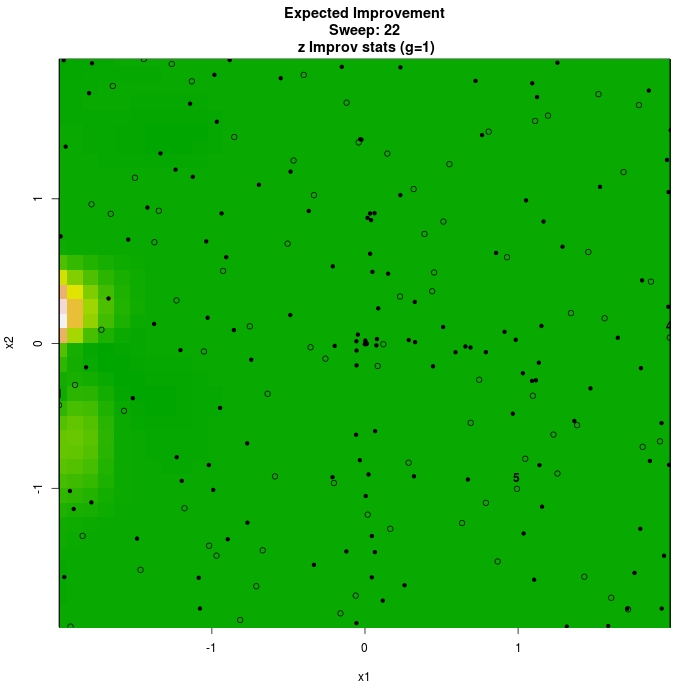 Expected Improvement
Sweep: 22
z Improv stats (g=1)
x2
1
0
-1
5
-1
0
1
x1